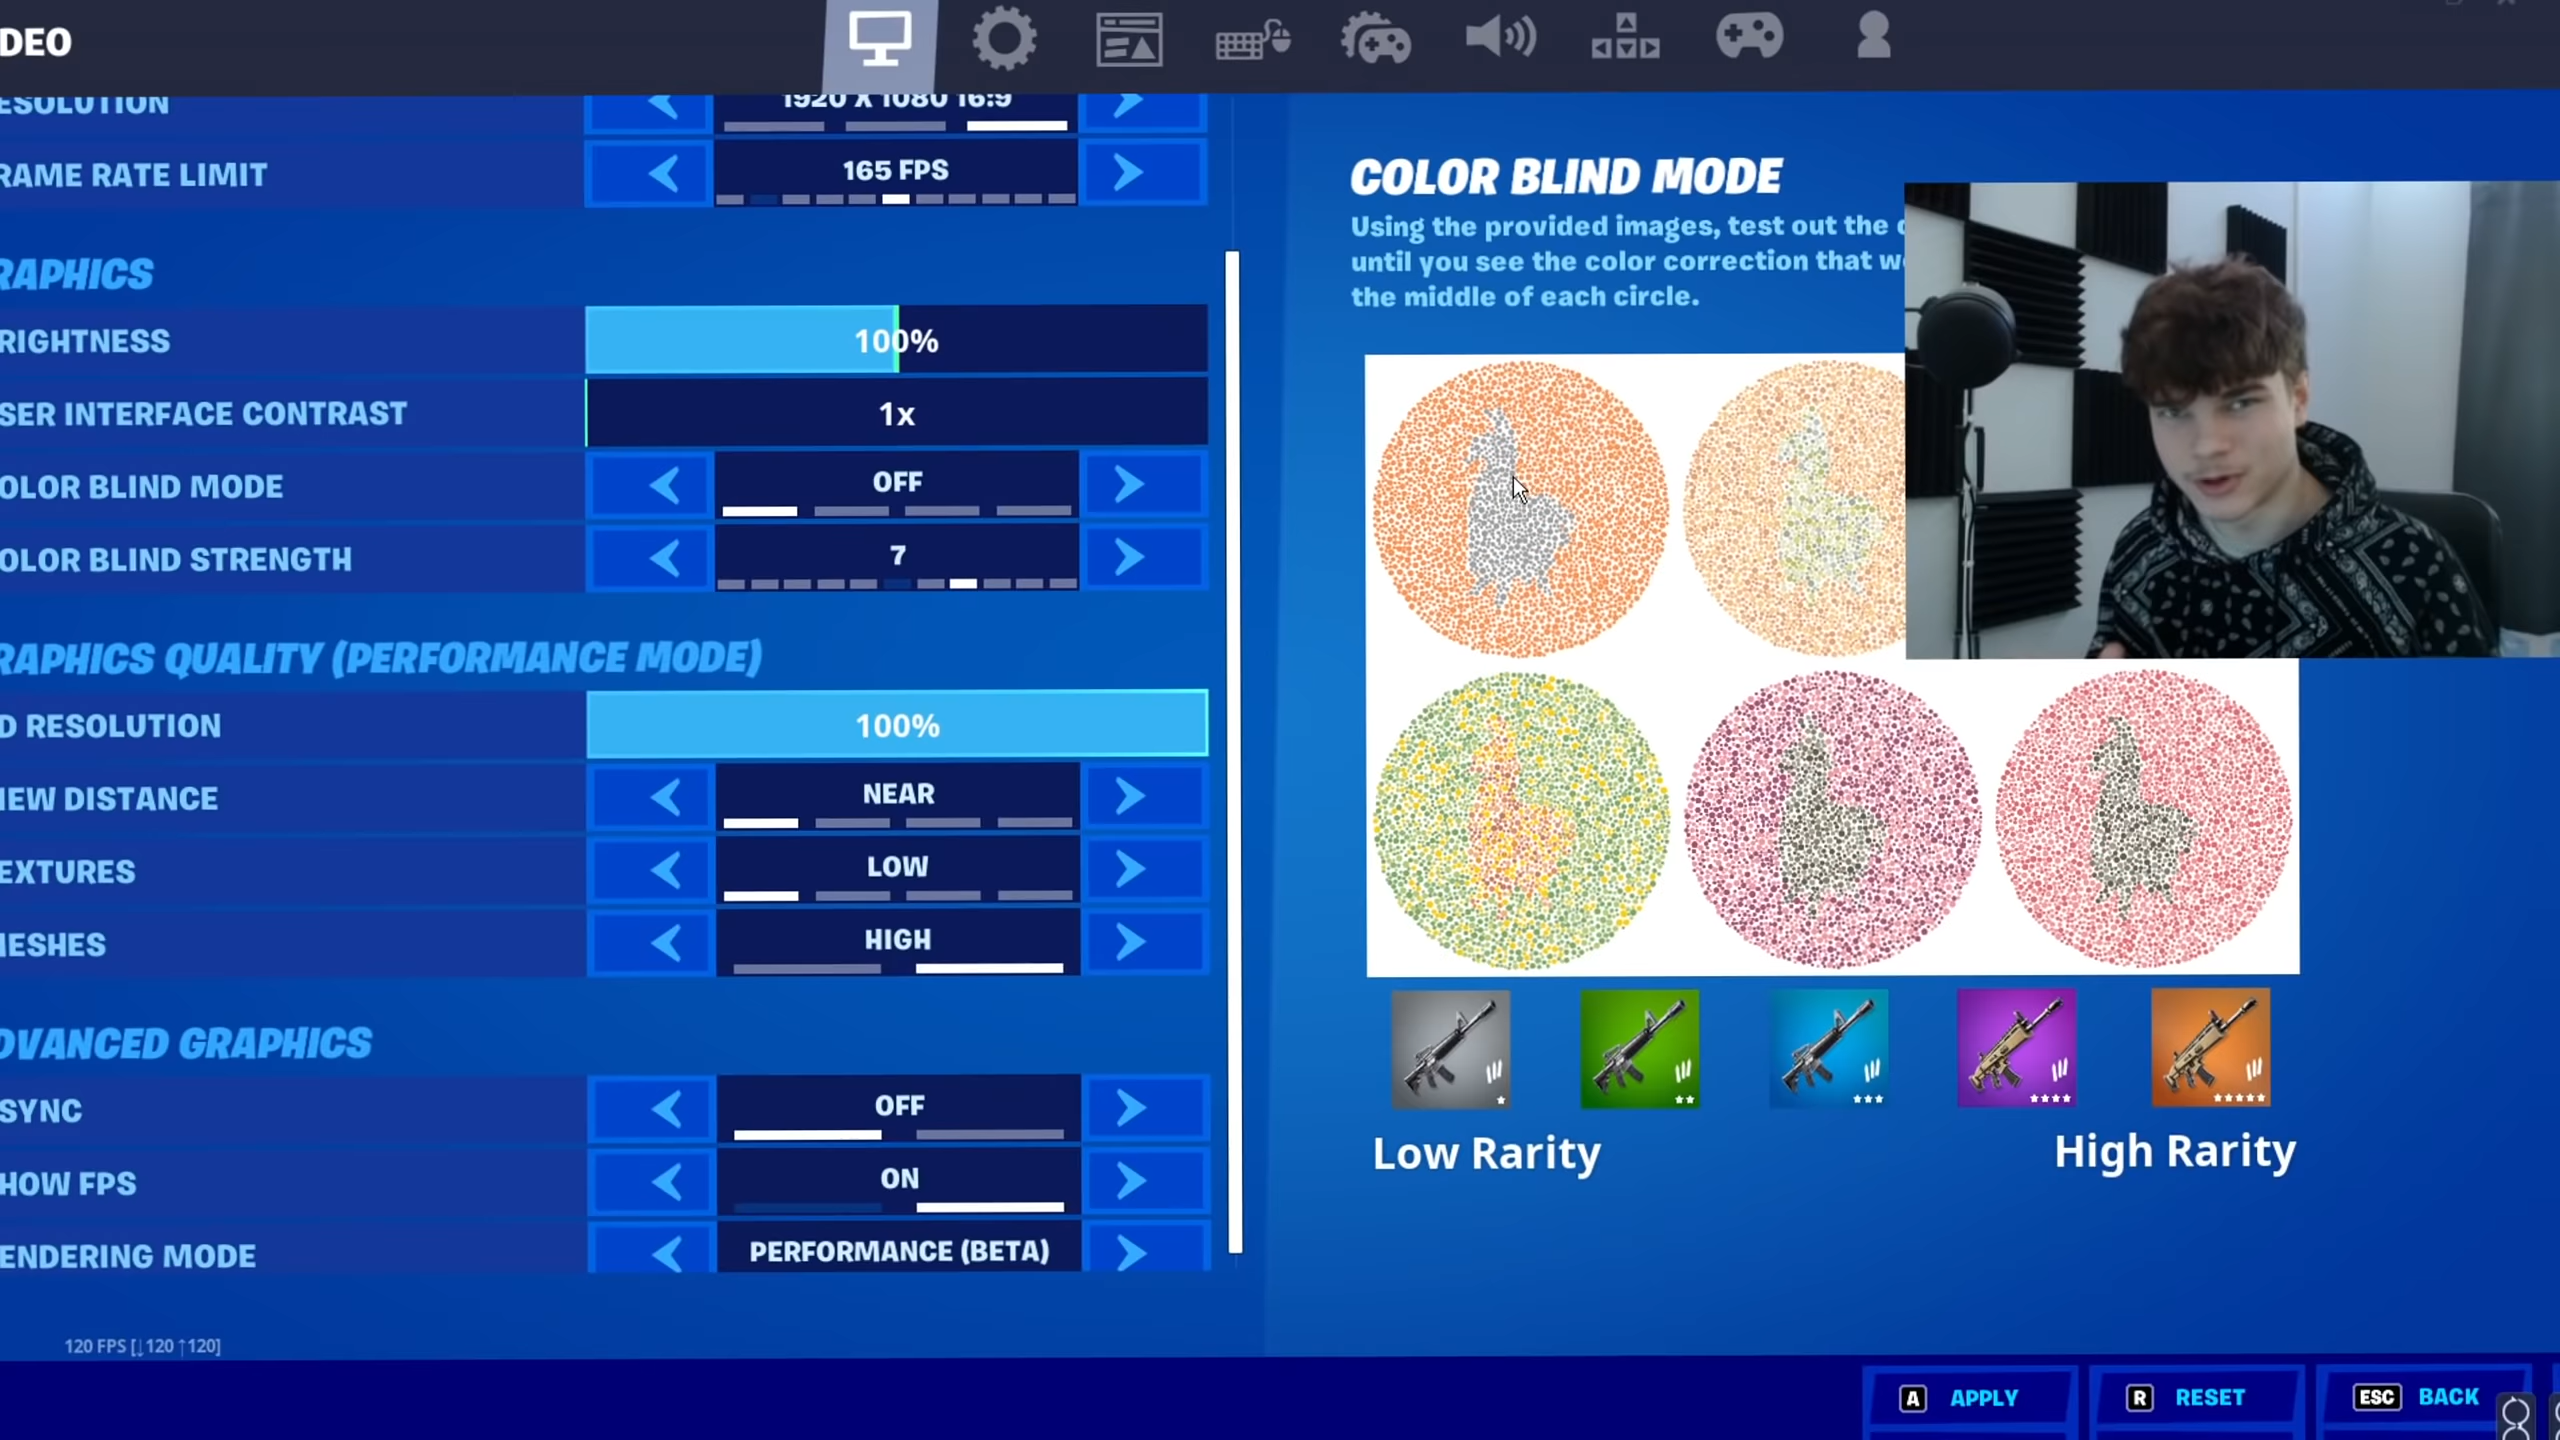 DEO
ESOLUTION
1920 X 1080 16:9
RAME RATE LIMIT
165 FPS
RAPHICS
RIGHTNESS
100%
SER INTERFACE CONTRAST
1x
OLOR BLIND MODE
OFF
OLOR BLIND STRENGTH
7
RAPHICS QUALITY (PERFORMANCE MODE)
D RESOLUTION
100%
IEW DISTANCE
NEAR
EXTURES
LOW
MESHES
HIGH
DVANCED GRAPHICS
SYNC
OFF
HOW FPS
ON
ENDERING MODE
PERFORMANCE (BETA)
120 FPS [↓120 ↑120]
COLOR BLIND MODE
Using the provided images, test out the
until you see the color correction that w
the middle of each circle.
Low Rarity
High Rarity
A APPLY
R RESET
ESC BACK